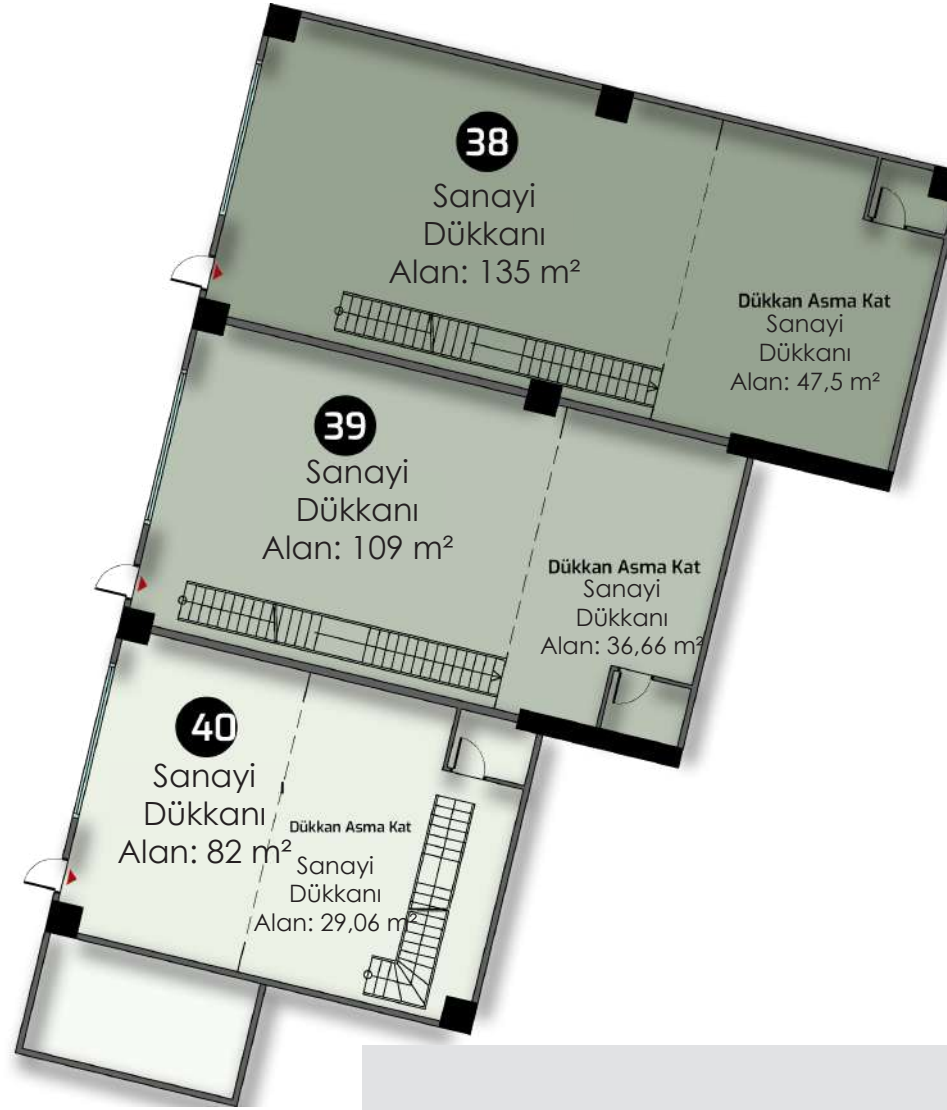 38
Sanayi
Dükkanı
Alan: 135 m²
Dükkan Asma Kat
Sanayi
Dükkanı
Alan: 47,5 m²
39
Sanayi
Dükkanı
Alan: 109 m²
Dükkan Asma Kat
Sanayi
Dükkanı
Alan: 36,66 m²
40
Sanayi
Dükkanı
Alan: 82 m²
Dükkan Asma Kat
Sanayi
Dükkanı
Alan: 29,06 m²